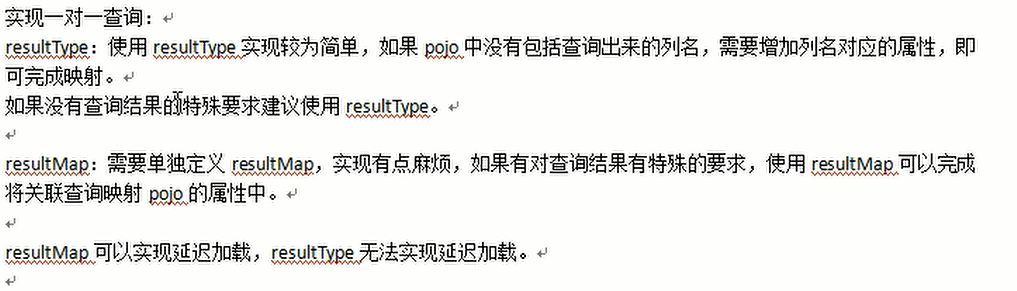 实现一对一查询：
resultType：使用 resultType 实现较为简单，如果 pojo 中没有包括查询出来的列名，需要增加列名对应的属性，即
可完成映射。
如果没有查询结果的特殊要求建议使用 resultType。
resultMap：需要单独定义 resultMap，实现有点麻烦，如果有对查询结果有特殊的要求，使用 resultMap 可以完成
将关联查询映射 pojo 的属性中。
resultMap 可以实现延迟加载，resultType 无法实现延迟加载。